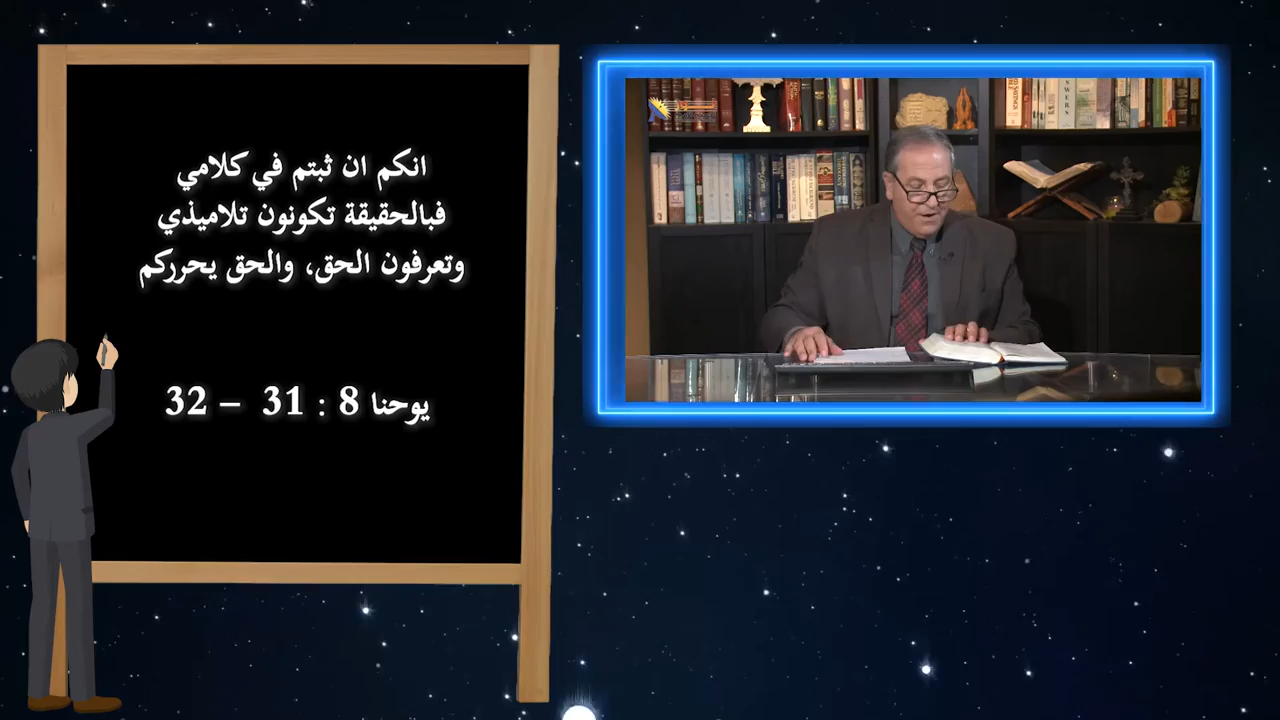 انكم ان ثبتم في كلامي
فبالحقيقة تكونون تلاميذي
وتعرفون الحق، والحق يحرركم
يوحنا 8 : 31 – 32